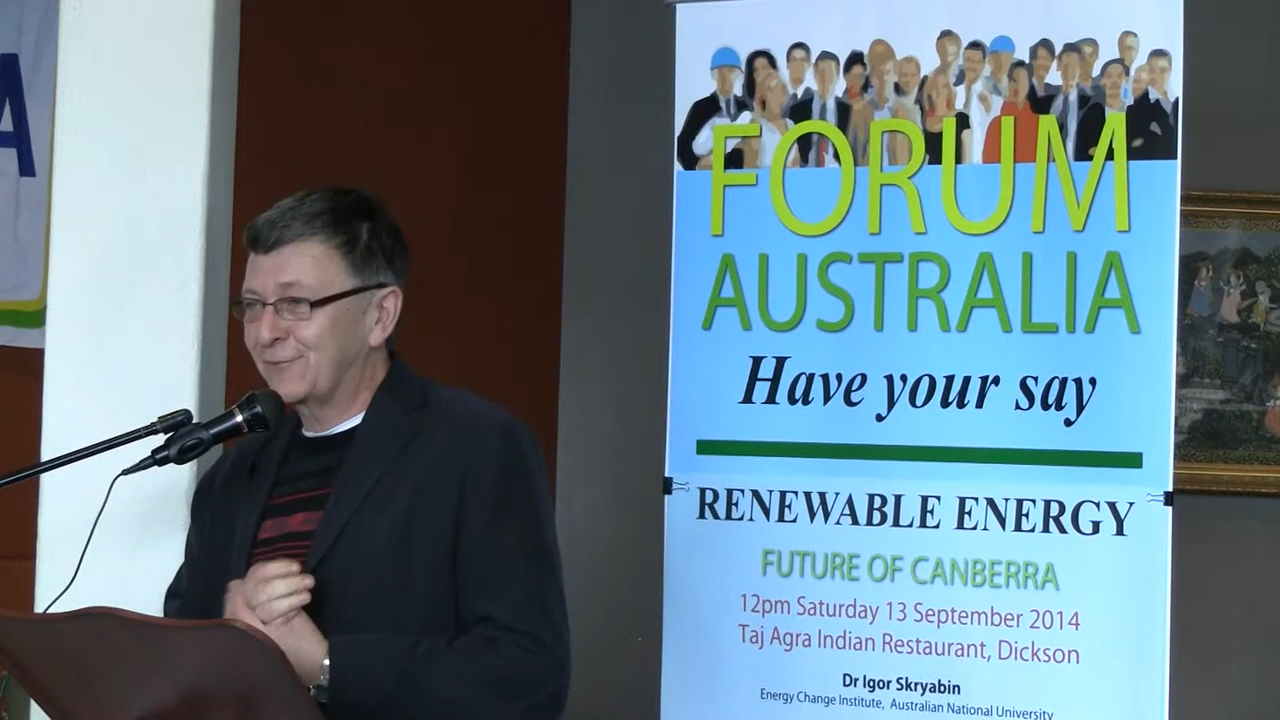 A
FORUM
AUSTRALIA
Have your say
RENEWABLE ENERGY
FUTURE OF CANBERRA
12pm Saturday 13 September 2014
Taj Agra Indian Restaurant, Dickson
Dr Igor Skryabin
Energy Change Institute, Australian National University